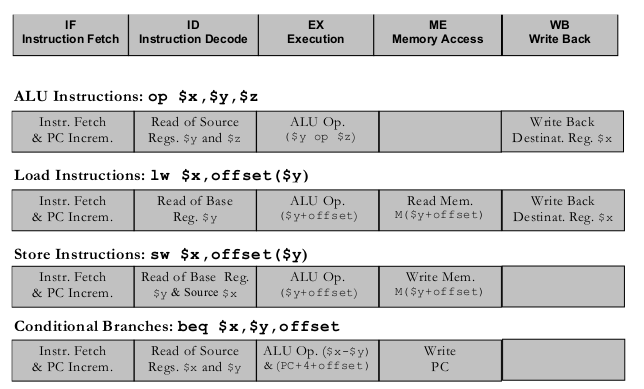 IF ID EX ME WB
Instruction Fetch Instruction Decode Execution Memory Access Write Back
ALU Instructions: op $x,$y,$z
Instr. Fetch Read of Source ALU Op. Write Back
& PC Increm. Regs. $y and $z ($y op $z) Destinat. Reg. $x
Load Instructions: lw $x,offset($y)
Instr. Fetch Read of Base ALU Op. Read Mem. Write Back
& PC Increm. Reg. $y ($y+offset) M($y+offset) Destinat. Reg. $x
Store Instructions: sw $x,offset($y)
Instr. Fetch Read of Base Reg. ALU Op. Write Mem.
& PC Increm. $y & Source $x ($y+offset) M($y+offset)
Conditional Branches: beq $x,$y,offset
Instr. Fetch Read of Source ALU Op. ($x-$y) Write
& PC Increm. Regs. $x and $y & (PC+4+offset) PC